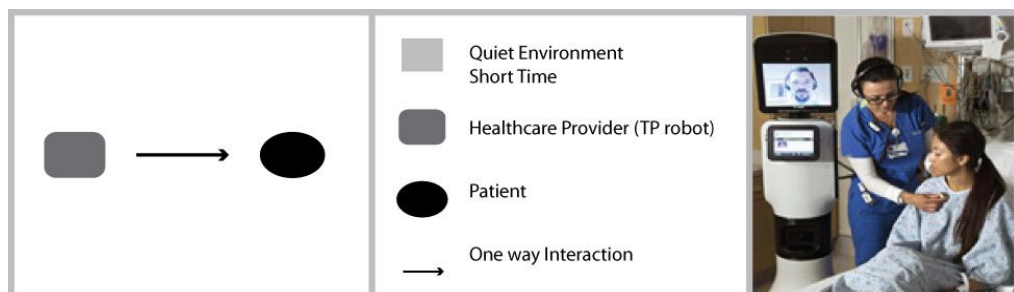 Quiet Environment
Short Time
Healthcare Provider (TP robot)
Patient
One way Interaction